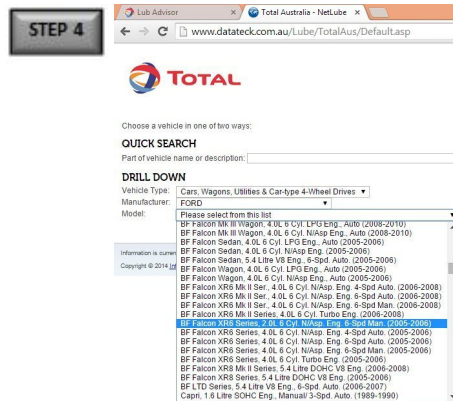 STEP 4
Lub Advisor × Total Australia - NetLube ×
www.datateck.com.au/Lube/TotalAus/Default.asp
TOTAL
Choose a vehicle in one of two ways:
QUICK SEARCH
Part of vehicle name or description:
DRILL DOWN
Vehicle Type: Cars, Wagons, Utilities & Car-type 4-Wheel Drives
Manufacturer: FORD
Model: Please select from this list
BF Falcon Mk III Wagon, 4.0L 6 Cyl. LPG Eng., Auto (2008-2010)
BF Falcon Mk III Wagon, 4.0L 6 Cyl. N/Asp Eng., Auto (2008-2010)
BF Falcon Sedan, 4.0L 6 Cyl. LPG Eng., Auto (2005-2006)
BF Falcon Sedan, 4.0L 6 Cyl. N/Asp Eng. (2005-2006)
BF Falcon Sedan, 5.4 Litre V8 Eng., 6-Spd. Auto. (2005-2006)
BF Falcon Wagon, 4.0L 6 Cyl. LPG Eng., Auto (2005-2006)
Information is curren
BF Falcon Wagon, 4.0L 6 Cyl. N/Asp Eng., Auto (2005-2006)
BF Falcon XR6 Mk II Ser., 4.0L 6 Cyl. N/Asp. Eng. 4-Spd Auto. (2006-2008)
Copyright © 2014 Int
BF Falcon XR6 Mk II Ser., 4.0L 6 Cyl. N/Asp. Eng. 6-Spd Auto. (2006-2008)
BF Falcon XR6 Mk II Ser., 4.0L 6 Cyl. N/Asp. Eng. 6-Spd Man. (2006-2008)
BF Falcon XR6 Mk II Series, 4.0L 6 Cyl. Turbo Eng. (2006-2008)
BF Falcon XR6 Series, 2.0L 6 Cyl. N/Asp. Eng. 6-Spd Man. (2005-2006)
BF Falcon XR6 Series, 4.0L 6 Cyl. N/Asp. Eng. 4-Spd Auto. (2005-2006)
BF Falcon XR6 Series, 4.0L 6 Cyl. N/Asp. Eng. 6-Spd Auto. (2005-2006)
BF Falcon XR6 Series, 4.0L 6 Cyl. N/Asp. Eng. 6-Spd Man. (2005-2006)
BF Falcon XR6 Series, 4.0L 6 Cyl. Turbo Eng. (2005-2006)
BF Falcon XR8 Mk II Series, 5.4 Litre DOHC V8 Eng. (2006-2008)
BF Falcon XR8 Series, 5.4 Litre DOHC V8 Eng. (2005-2006)
BF LTD Series, 5.4 Litre V8 Eng., 6-Spd. Auto. (2006-2007)
Capri, 1.6 Litre SOHC Eng., Manual/ 3-Spd. Auto. (1989-1990)